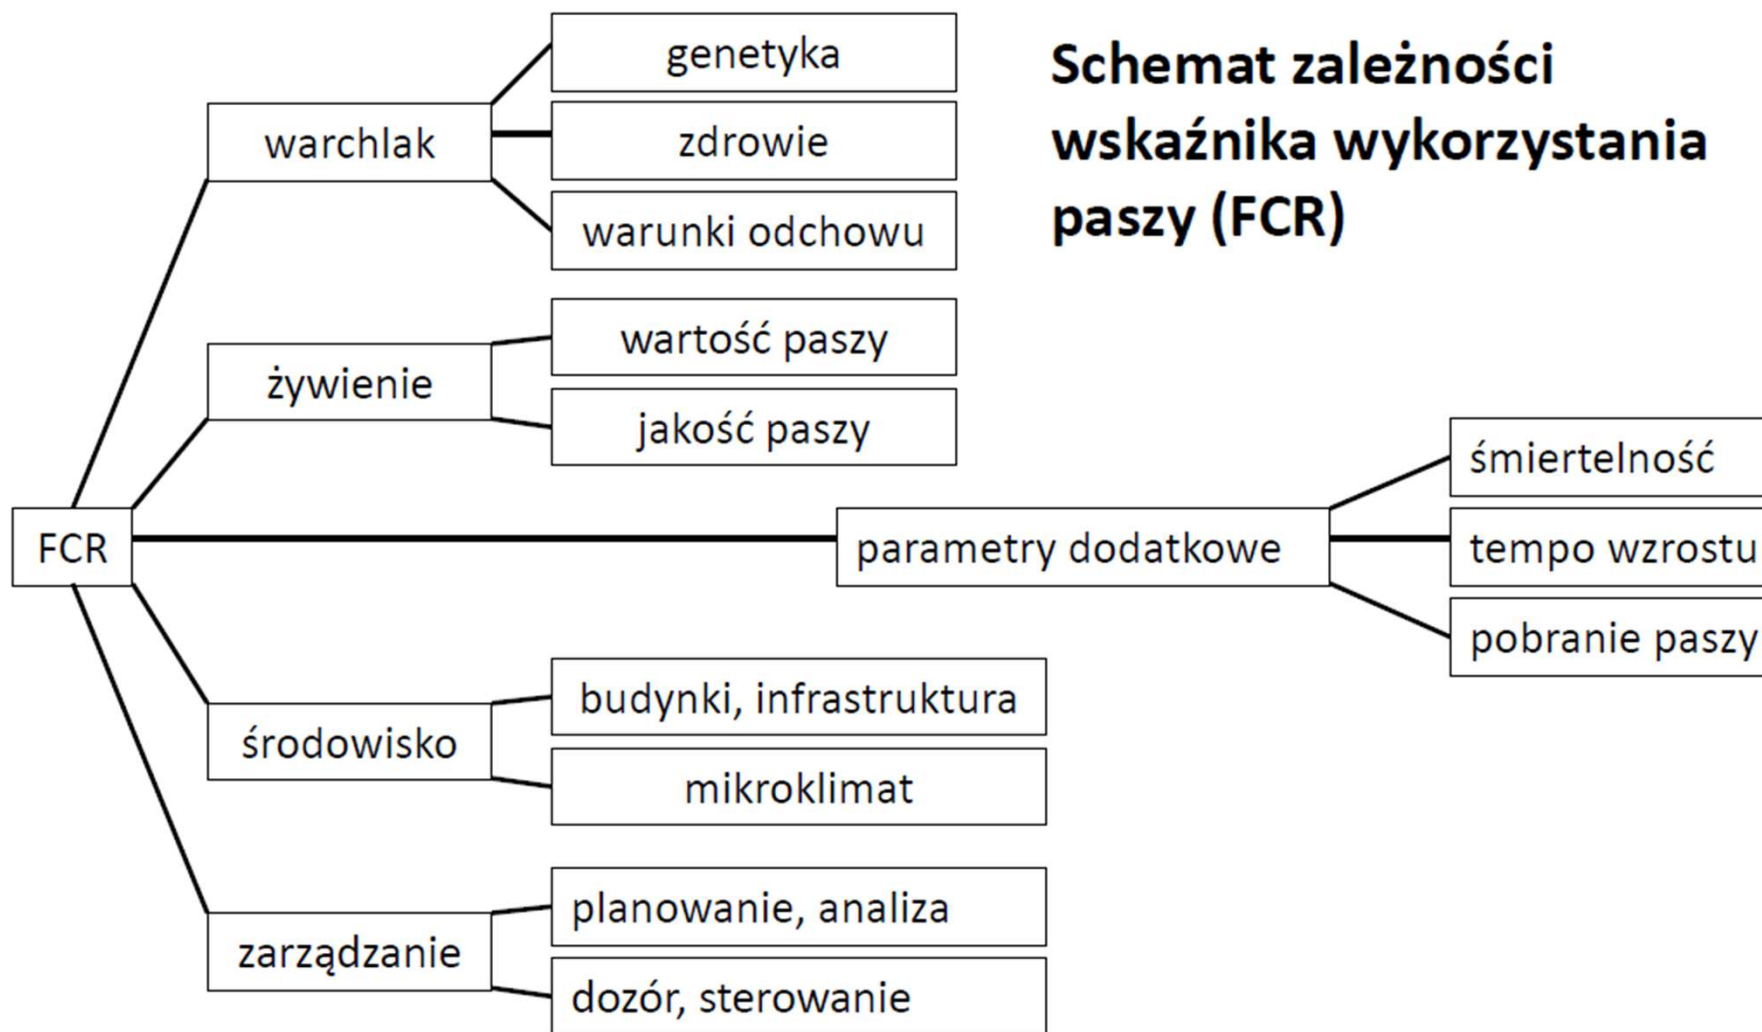 Schemat zależności
wskaźnika wykorzystania
paszy (FCR)
genetyka
warchlak
zdrowie
warunki odchowu
wartość paszy
żywienie
jakość paszy
śmiertelność
FCR
parametry dodatkowe
tempo wzrostu
pobranie paszy
budynki, infrastruktura
środowisko
mikroklimat
planowanie, analiza
zarządzanie
dozór, sterowanie